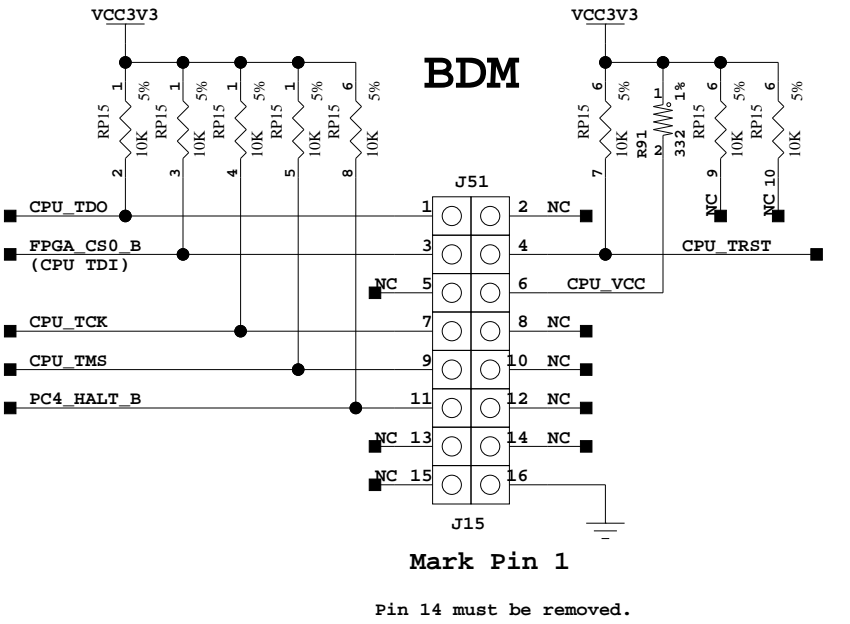 VCC3V3
VCC3V3
BDM
1
RP15
5%
10K
2
1
RP15
5%
10K
3
1
RP15
5%
10K
4
1
RP15
5%
10K
5
6
RP15
5%
10K
8
6
RP15
5%
10K
7
1
R91
1%
332
2
6
RP15
5%
10K
9
NC
6
RP15
5%
10K
10
NC
J51
CPU_TDO 1 2 NC
FPGA_CS0_B 3 4 CPU_TRST
(CPU TDI)
NC 5 6 CPU_VCC
CPU_TCK 7 8 NC
CPU_TMS 9 10 NC
PC4_HALT_B 11 12 NC
NC 13 14 NC
NC 15 16
J15
Mark Pin 1
Pin 14 must be removed.